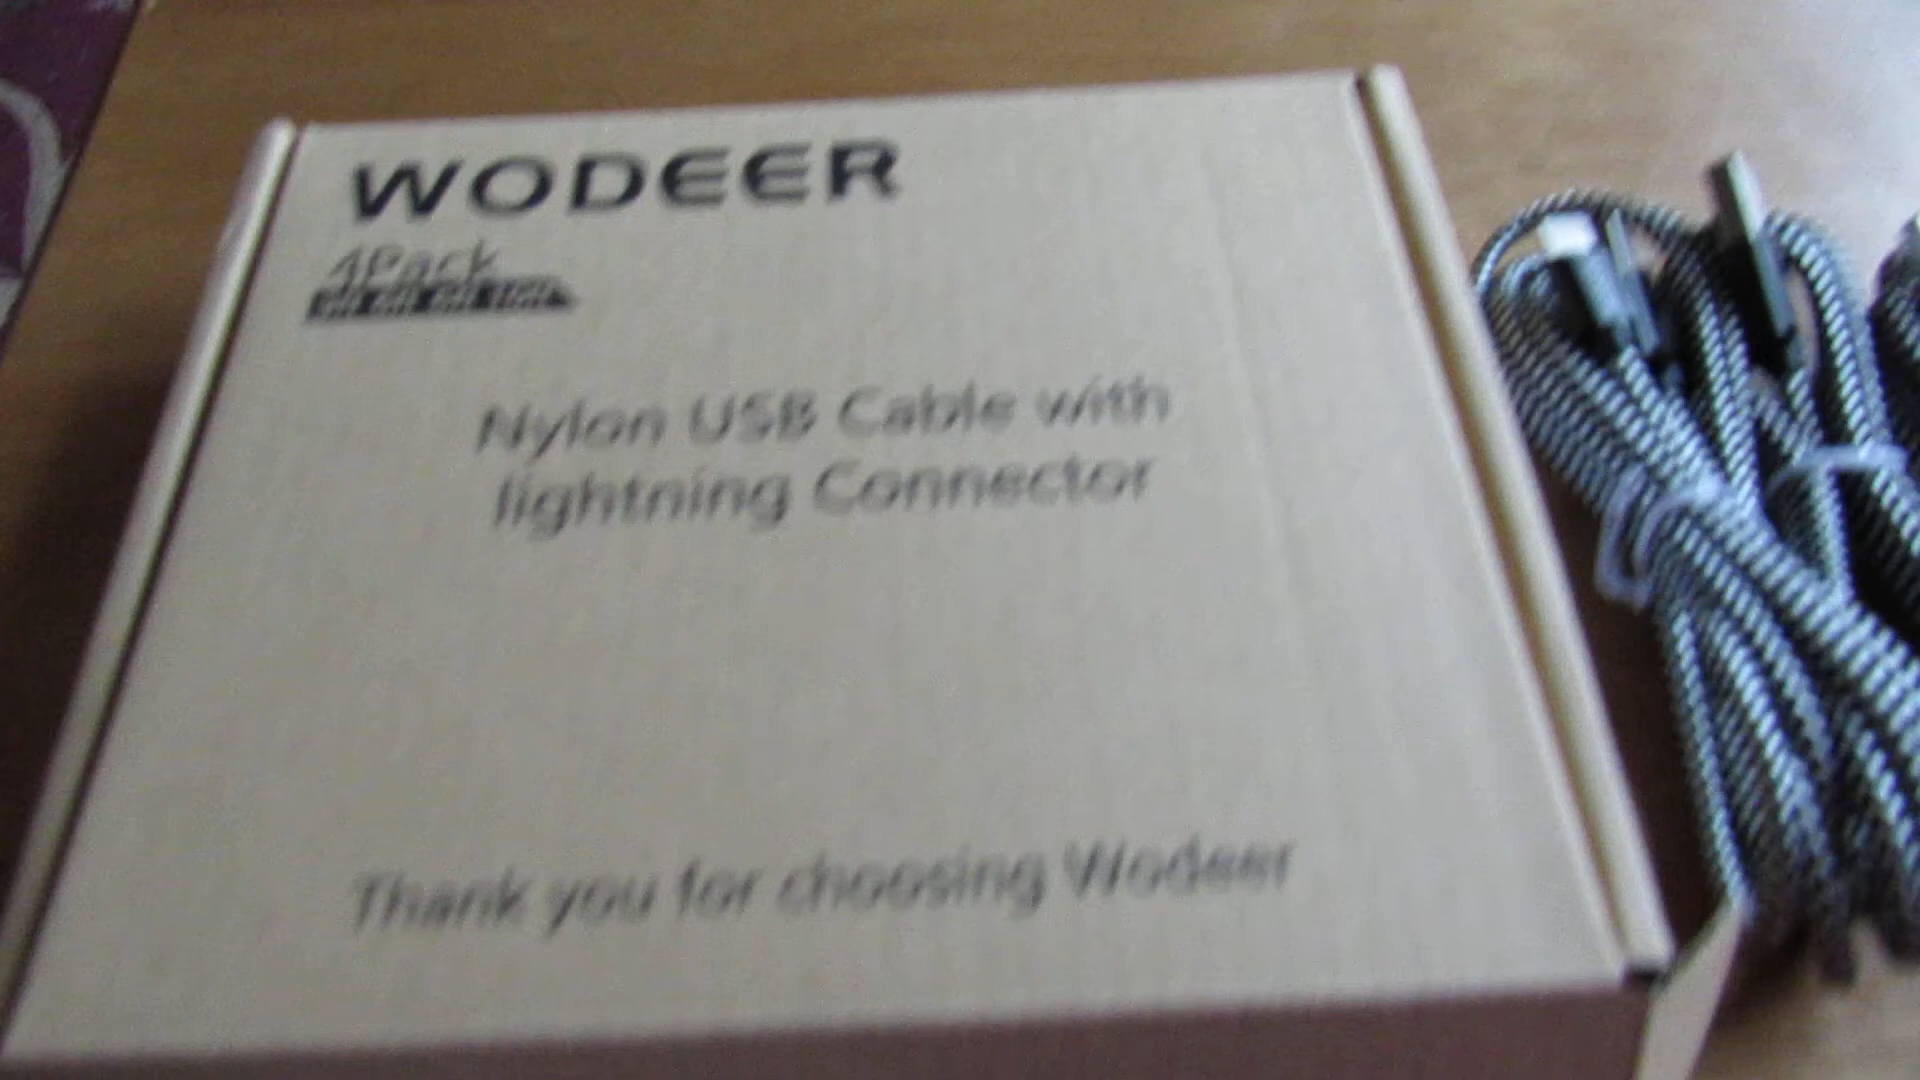 WODEER
4Pack
Nylon USB Cable with
lightning Connector
Thank you for choosing Wodeer